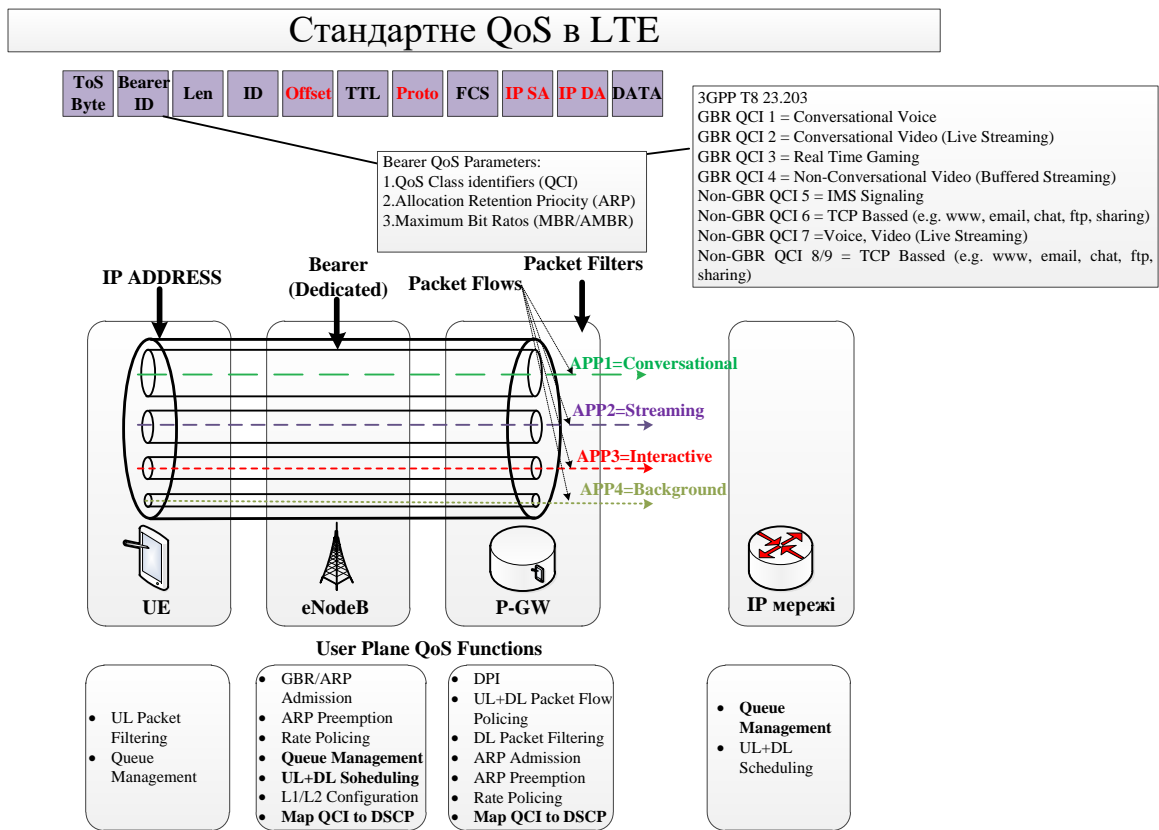 Стандартне QoS в LTE
ToS Byte
Bearer ID
Len
ID
Offset
TTL
Proto
FCS
IP SA
IP DA
DATA
3GPP T8 23.203
GBR QCI 1 = Conversational Voice
GBR QCI 2 = Conversational Video (Live Streaming)
GBR QCI 3 = Real Time Gaming
GBR QCI 4 = Non-Conversational Video (Buffered Streaming)
Non-GBR QCI 5 = IMS Signaling
Non-GBR QCI 6 = TCP Bassed (e.g. www, email, chat, ftp, sharing)
Non-GBR QCI 7 =Voice, Video (Live Streaming)
Non-GBR QCI 8/9 = TCP Bassed (e.g. www, email, chat, ftp,
sharing)
Bearer QoS Parameters:
1.QoS Class identifiers (QCI)
2.Allocation Retention Priocity (ARP)
3.Maximum Bit Ratos (MBR/AMBR)
IP ADDRESS
Bearer
(Dedicated)
Packet Flows
Packet Filters
APP1=Conversational
APP2=Streaming
APP3=Interactive
APP4=Background
UE
eNodeB
P-GW
IP мережі
User Plane QoS Functions
• UL Packet
Filtering
• Queue
Management
• GBR/ARP
Admission
• ARP Preemption
• Rate Policing
• Queue Management
• UL+DL Soheduling
• L1/L2 Configuration
• Map QCI to DSCP
• DPI
• UL+DL Packet Flow
Policing
• DL Packet Filtering
• ARP Admission
• ARP Preemption
• Rate Policing
• Map QCI to DSCP
• Queue
Management
• UL+DL
Scheduling